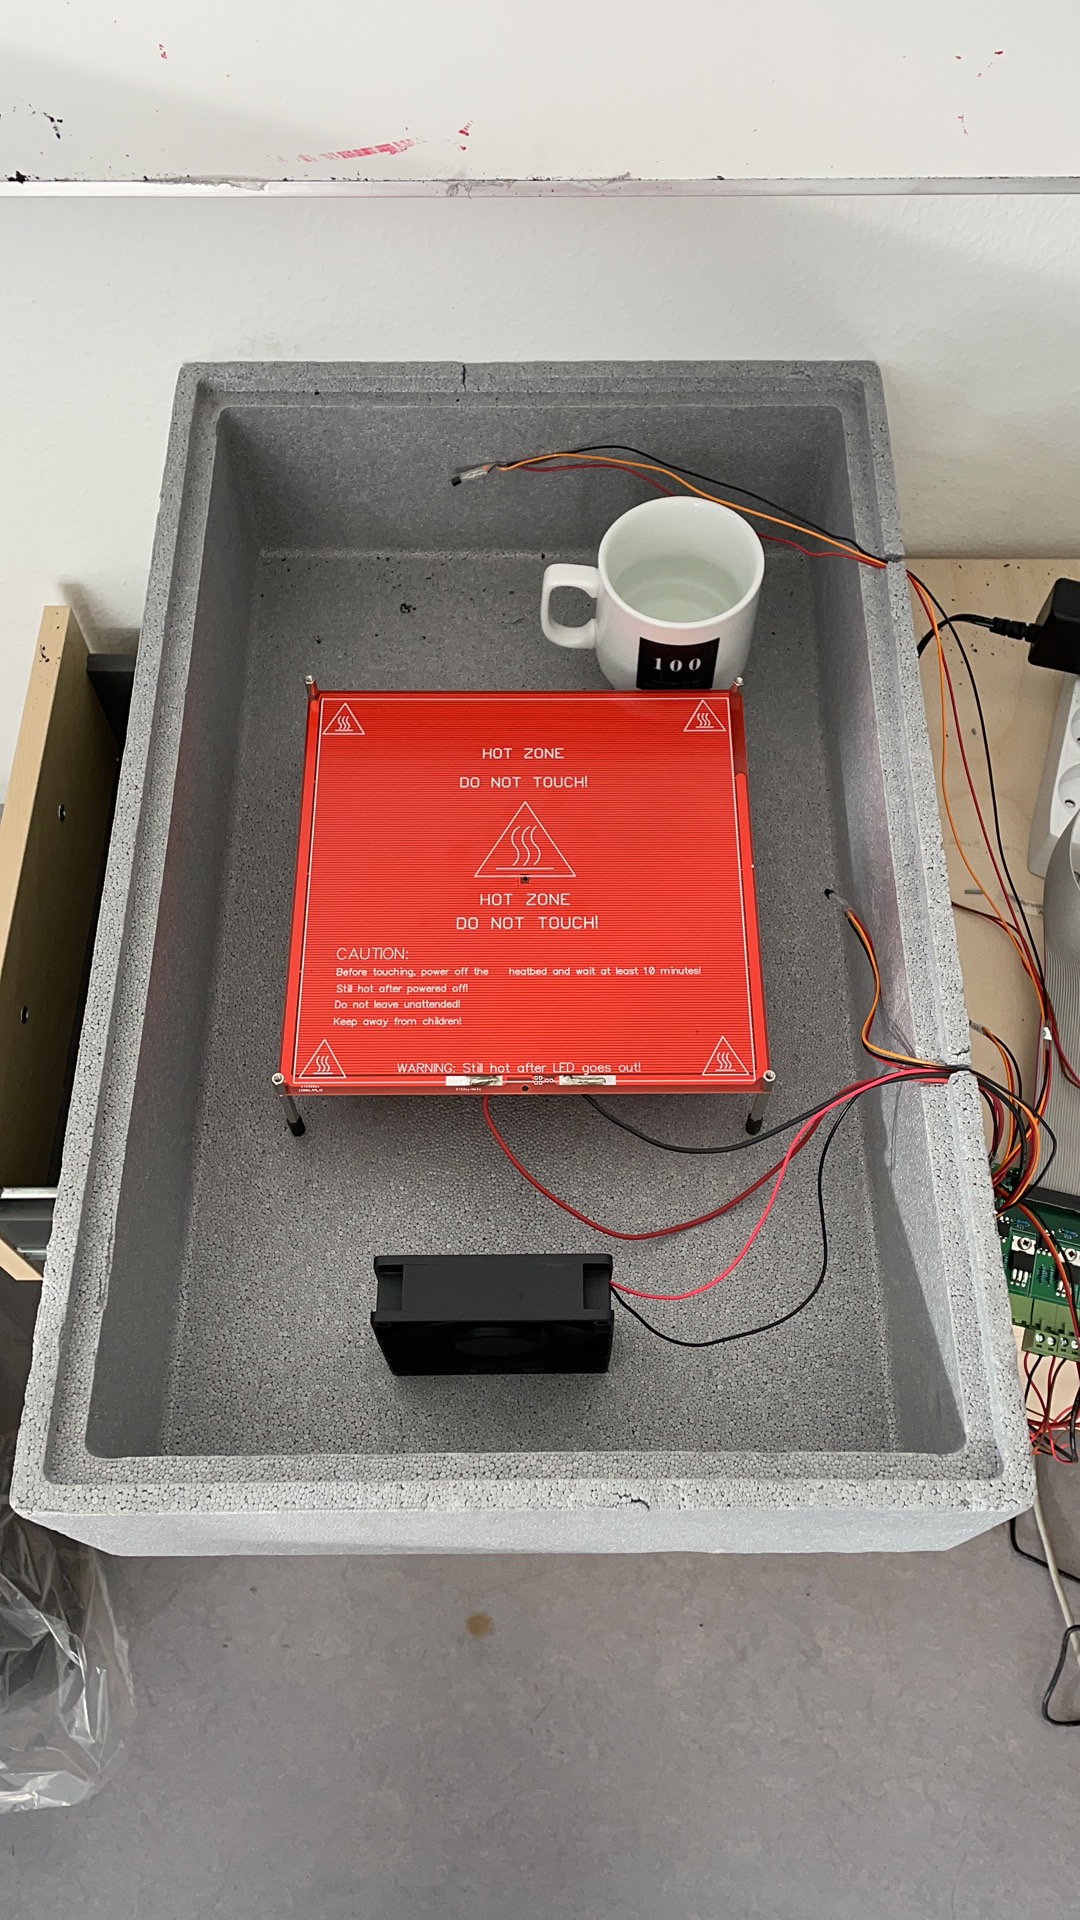 100
HOT ZONE
DO NOT TOUCH!
HOT ZONE
DO NOT TOUCH!
CAUTION:
Before touching, power off the heatbed and wait at least 10 minutes!
Still hot after powered off!
Do not leave unattended!
Keep away from children!
WARNING: Still hot after LED goes out!